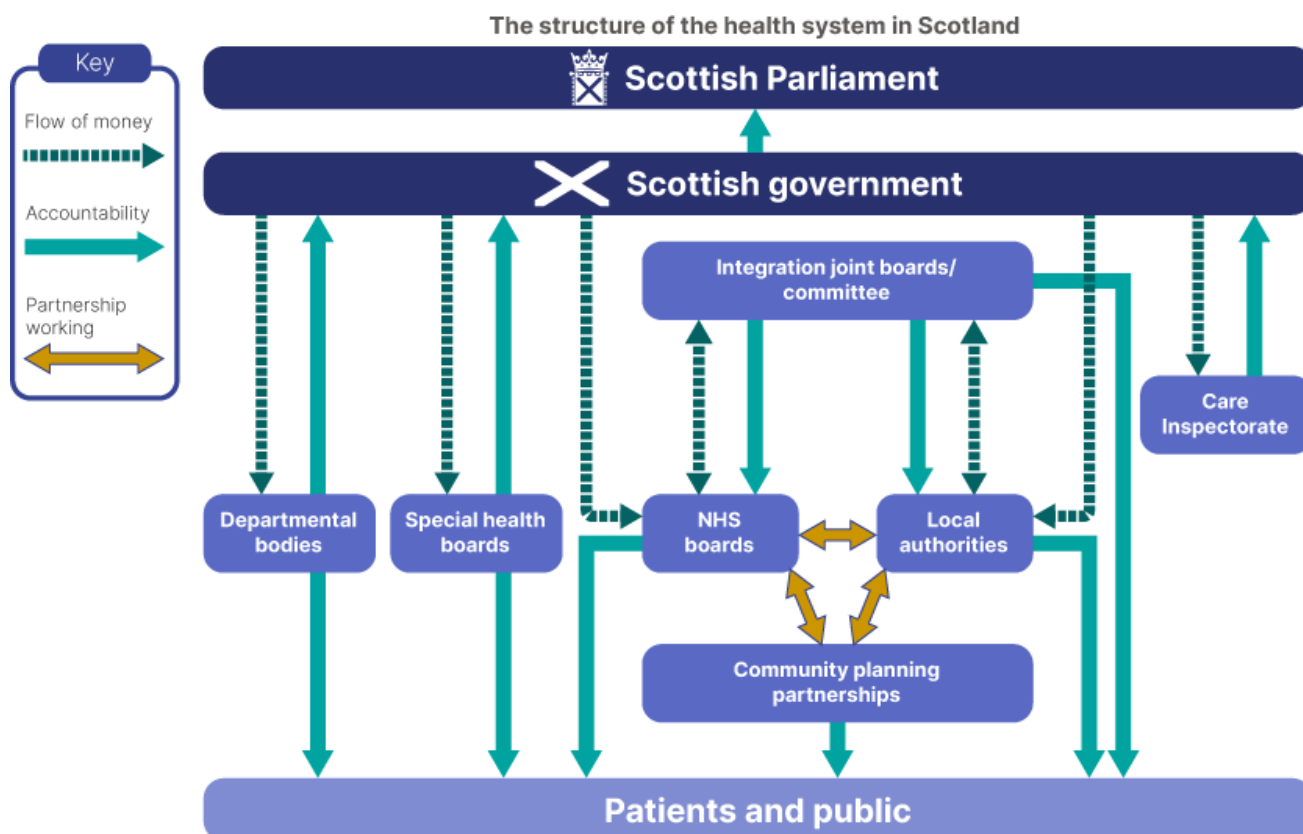 The structure of the health system in Scotland
Key
Flow of money
Accountability
Partnership
working
Scottish Parliament
Scottish government
Integration joint boards/
committee
Care
Inspectorate
Departmental
bodies
Special health
boards
NHS
boards
Local
authorities
Community planning
partnerships
Patients and public